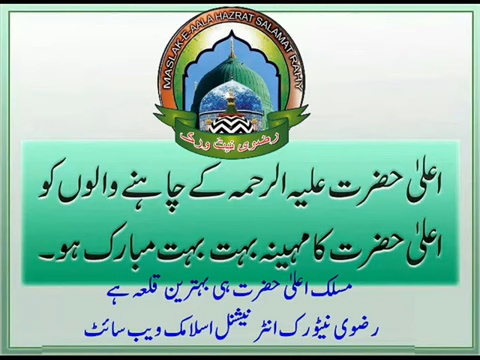 MASLAK E AALA HAZRAT SALAMAT RAHY
رضوی نیٹ ورک
اعلیٰ حضرت علیہ الرحمہ کے چاہنے والوں کو
اعلیٰ حضرت کا مہینہ بہت بہت مبارک ہو۔
مسلک اعلیٰ حضرت ہی بہترین قلعہ ہے
رضوی نیٹورک انٹرنیشنل اسلامک ویب سائٹ